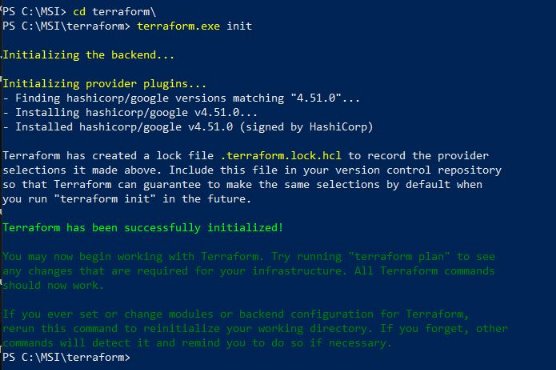 PS C:\MSI> cd terraform\
PS C:\MSI\terraform> terraform.exe init
Initializing the backend...
Initializing provider plugins...
- Finding hashicorp/google versions matching "4.51.0"...
- Installing hashicorp/google v4.51.0...
- Installed hashicorp/google v4.51.0 (signed by HashiCorp)
Terraform has created a lock file .terraform.lock.hcl to record the provider
selections it made above. Include this file in your version control repository
so that Terraform can guarantee to make the same selections by default when
you run "terraform init" in the future.
Terraform has been successfully initialized!
You may now begin working with Terraform. Try running "terraform plan" to see
any changes that are required for your infrastructure. All Terraform commands
should now work.
If you ever set or change modules or backend configuration for Terraform,
rerun this command to reinitialize your working directory. If you forget, other
commands will detect it and remind you to do so if necessary.
PS C:\MSI\terraform>